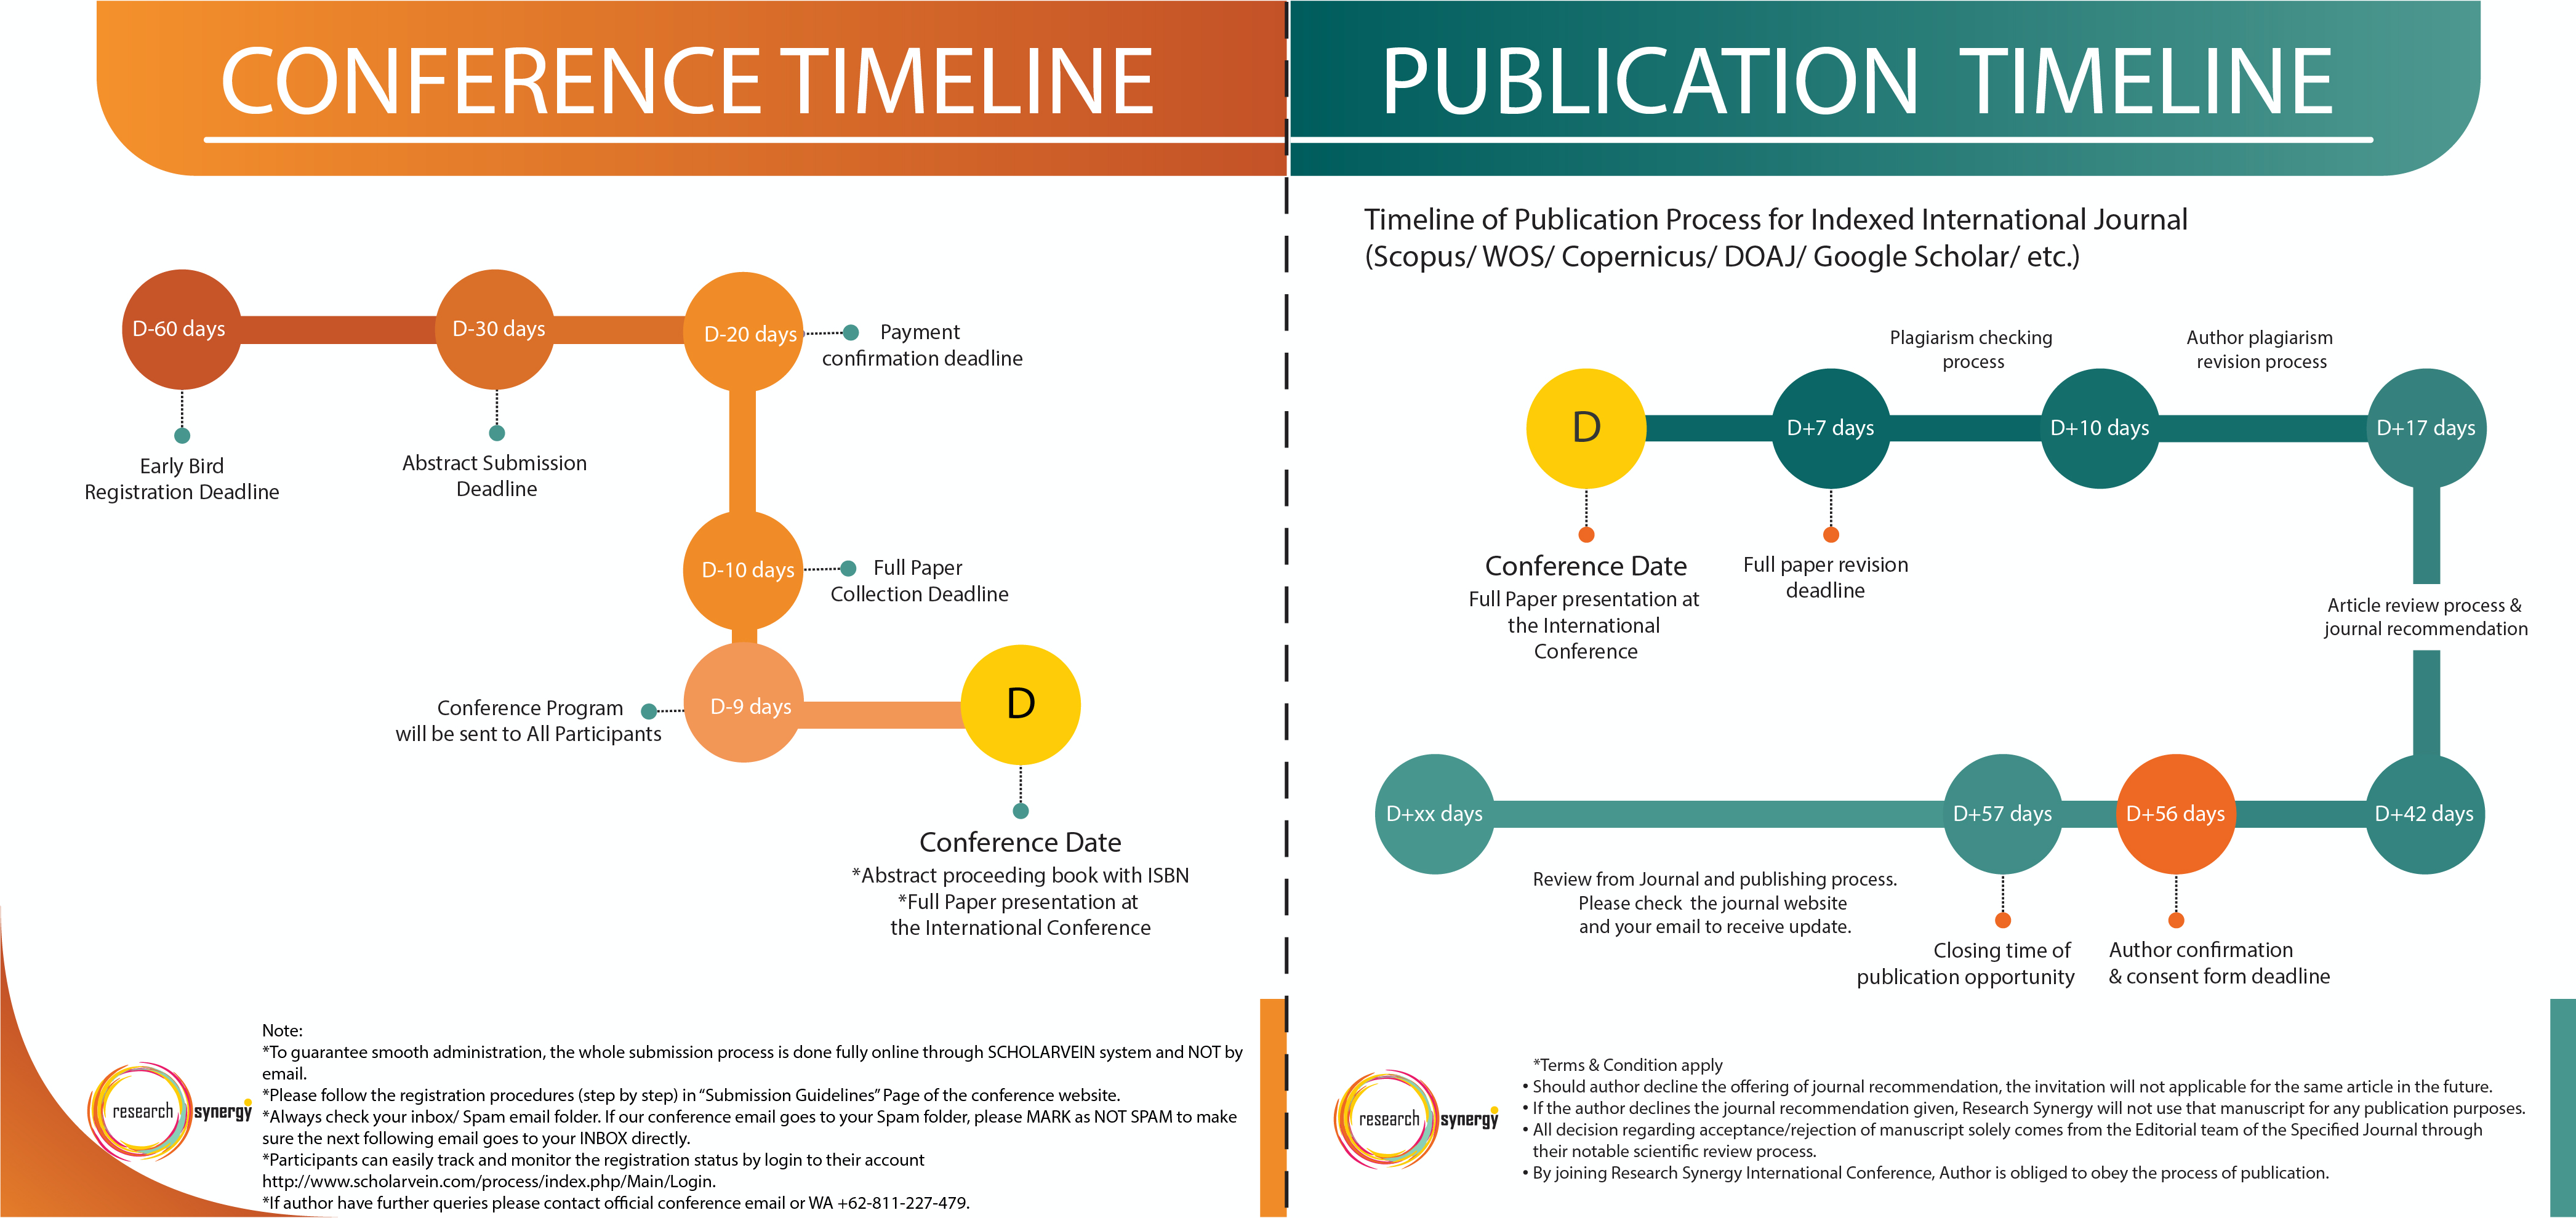 CONFERENCE TIMELINE
D-60 days
Early Bird
Registration Deadline
D-30 days
Abstract Submission
Deadline
D-20 days
Payment
confirmation deadline
D-10 days
Full Paper
Collection Deadline
D-9 days
Conference Program
will be sent to All Participants
D
Conference Date
*Abstract proceeding book with ISBN
*Full Paper presentation at
the International Conference
research synergy
Note:
*To guarantee smooth administration, the whole submission process is done fully online through SCHOLARVEIN system and NOT by
email.
*Please follow the registration procedures (step by step) in “Submission Guidelines” Page of the conference website.
*Always check your inbox/ Spam email folder. If our conference email goes to your Spam folder, please MARK as NOT SPAM to make
sure the next following email goes to your INBOX directly.
*Participants can easily track and monitor the registration status by login to their account
http://www.scholarvein.com/process/index.php/Main/Login.
*If author have further queries please contact official conference email or WA +62-811-227-479.
PUBLICATION TIMELINE
Timeline of Publication Process for Indexed International Journal
(Scopus/ WOS/ Copernicus/ DOAJ/ Google Scholar/ etc.)
D
Conference Date
Full Paper presentation at
the International
Conference
D+7 days
Full paper revision
deadline
Plagiarism checking
process
D+10 days
Author plagiarism
revision process
D+17 days
Article review process &
journal recommendation
D+42 days
D+56 days
Author confirmation
& consent form deadline
D+57 days
Closing time of
publication opportunity
Review from Journal and publishing process.
Please check the journal website
and your email to receive update.
D+xx days
research synergy
*Terms & Condition apply
• Should author decline the offering of journal recommendation, the invitation will not applicable for the same article in the future.
• If the author declines the journal recommendation given, Research Synergy will not use that manuscript for any publication purposes.
• All decision regarding acceptance/rejection of manuscript solely comes from the Editorial team of the Specified Journal through
their notable scientific review process.
• By joining Research Synergy International Conference, Author is obliged to obey the process of publication.